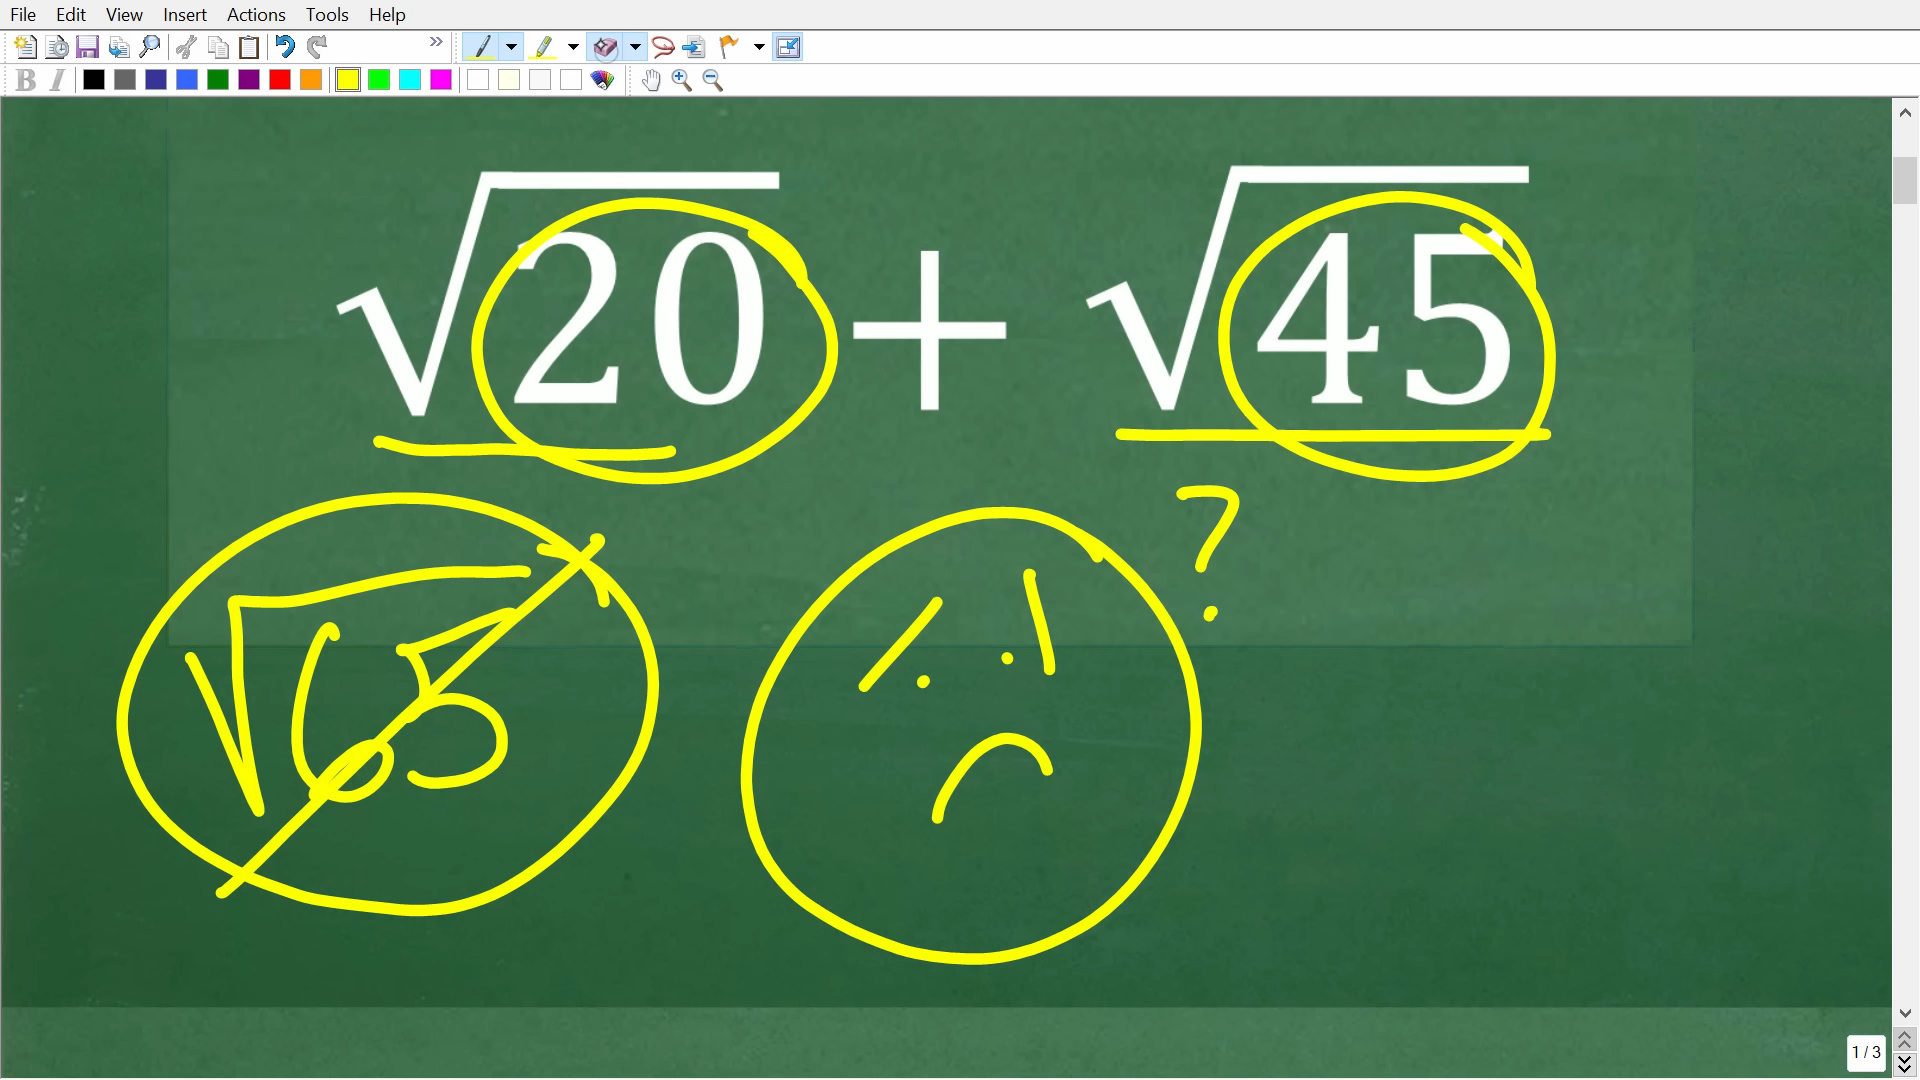 File Edit View Insert Actions Tools Help
B I
√20 + √45
?
√65
1 / 3